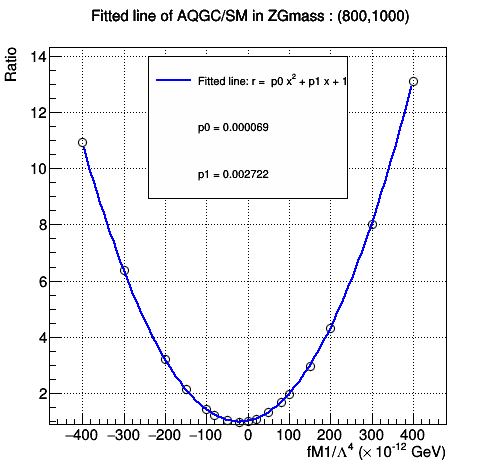 Fitted line of AQGC/SM in ZGmass : (800,1000)
Ratio
14
12
10
8
6
4
2
Fitted line: r = p0 x² + p1 x + 1
p0 = 0.000069
p1 = 0.002722
−400 −300 −200 −100 0 100 200 300 400
fM1/Λ⁴ (× 10⁻¹² GeV)